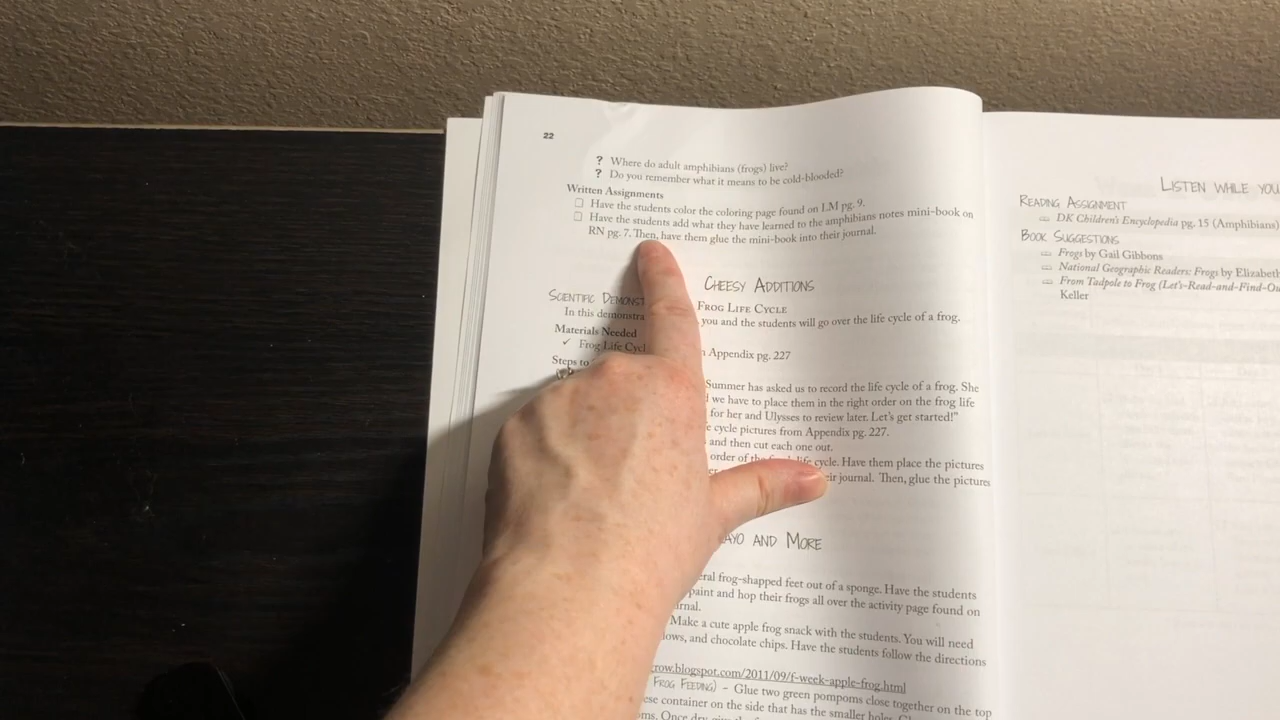 22
? Where do adult amphibians (frogs) live?
? Do you remember what it means to be cold-blooded?
Written Assignments
☐ Have the students color the coloring page found on LM pg. 9.
☐ Have the students add what they have learned to the amphibians notes mini-book on
RN pg. 7. Then, have them glue the mini-book into their journal.
Cheesy Additions
Scientific
Frog Life Cycle
In this
you and the students will go over the life cycle of a frog.
Materials Needed
✓ Frog Life
Appendix pg. 227
Steps to
Summer has asked us to record the life cycle of a frog. She
we have to place them in the right order on the frog life
for her and Ulysses to review later. Let's get started!"
cycle pictures from Appendix pg. 227.
and then cut each one out.
order of the life cycle. Have them place the pictures
journal. Then, glue the pictures
and More
frog-shaped feet out of a sponge. Have the students
paint and hop their frogs all over the activity page found on
Make a cute apple frog snack with the students. You will need
and chocolate chips. Have the students follow the directions
.blogspot.com/2011/09/f-week-apple-frog.html
Frog Feeding) – Glue two green pompoms close together on the top
container on the side that has the smaller holes.
Once
Listen while you
Reading Assignment
DK Children's Encyclopedia pg. 15 (Amphibians)
Book Suggestions
Frogs by Gail Gibbons
National Geographic Readers: Frogs by Elizabeth
From Tadpole to Frog (Let's-Read-and-Find-
Keller